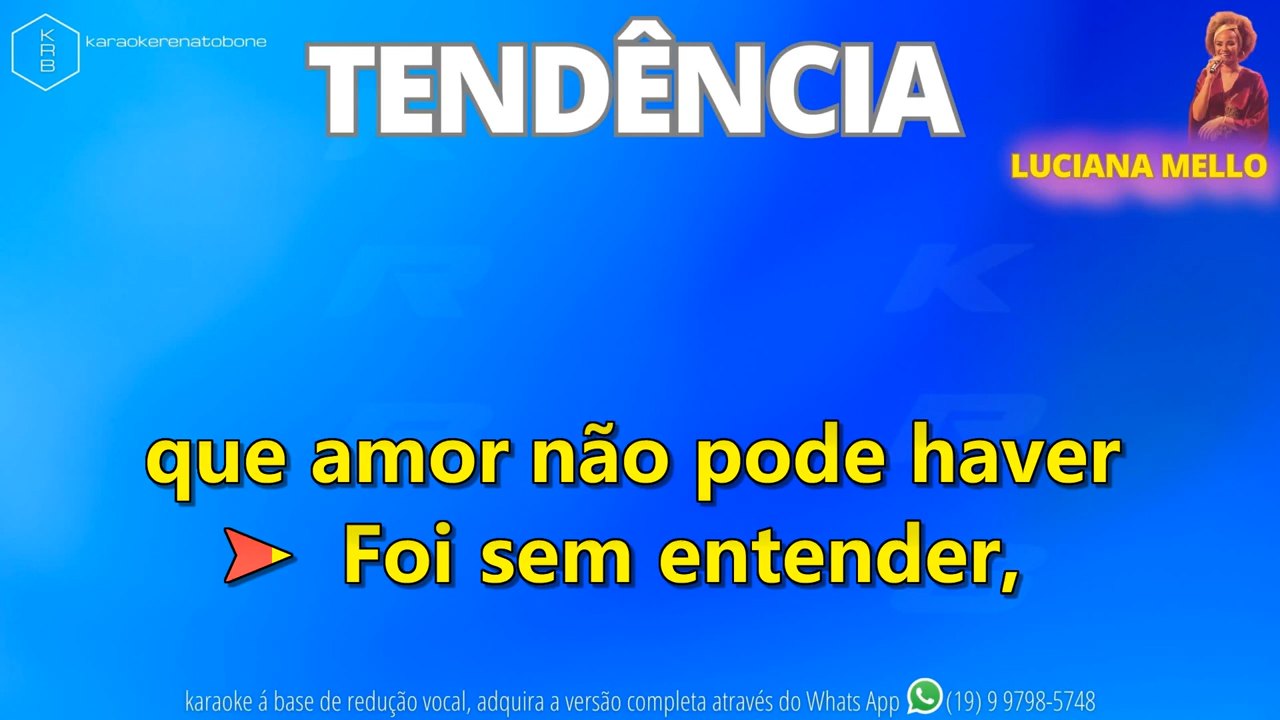 K
R
B
karaokerenatobone
TENDÊNCIA
LUCIANA MELLO
que amor não pode haver
Foi sem entender,
karaoke á base de redução vocal, adquira a versão completa através do Whats App (19) 9 9798-5748